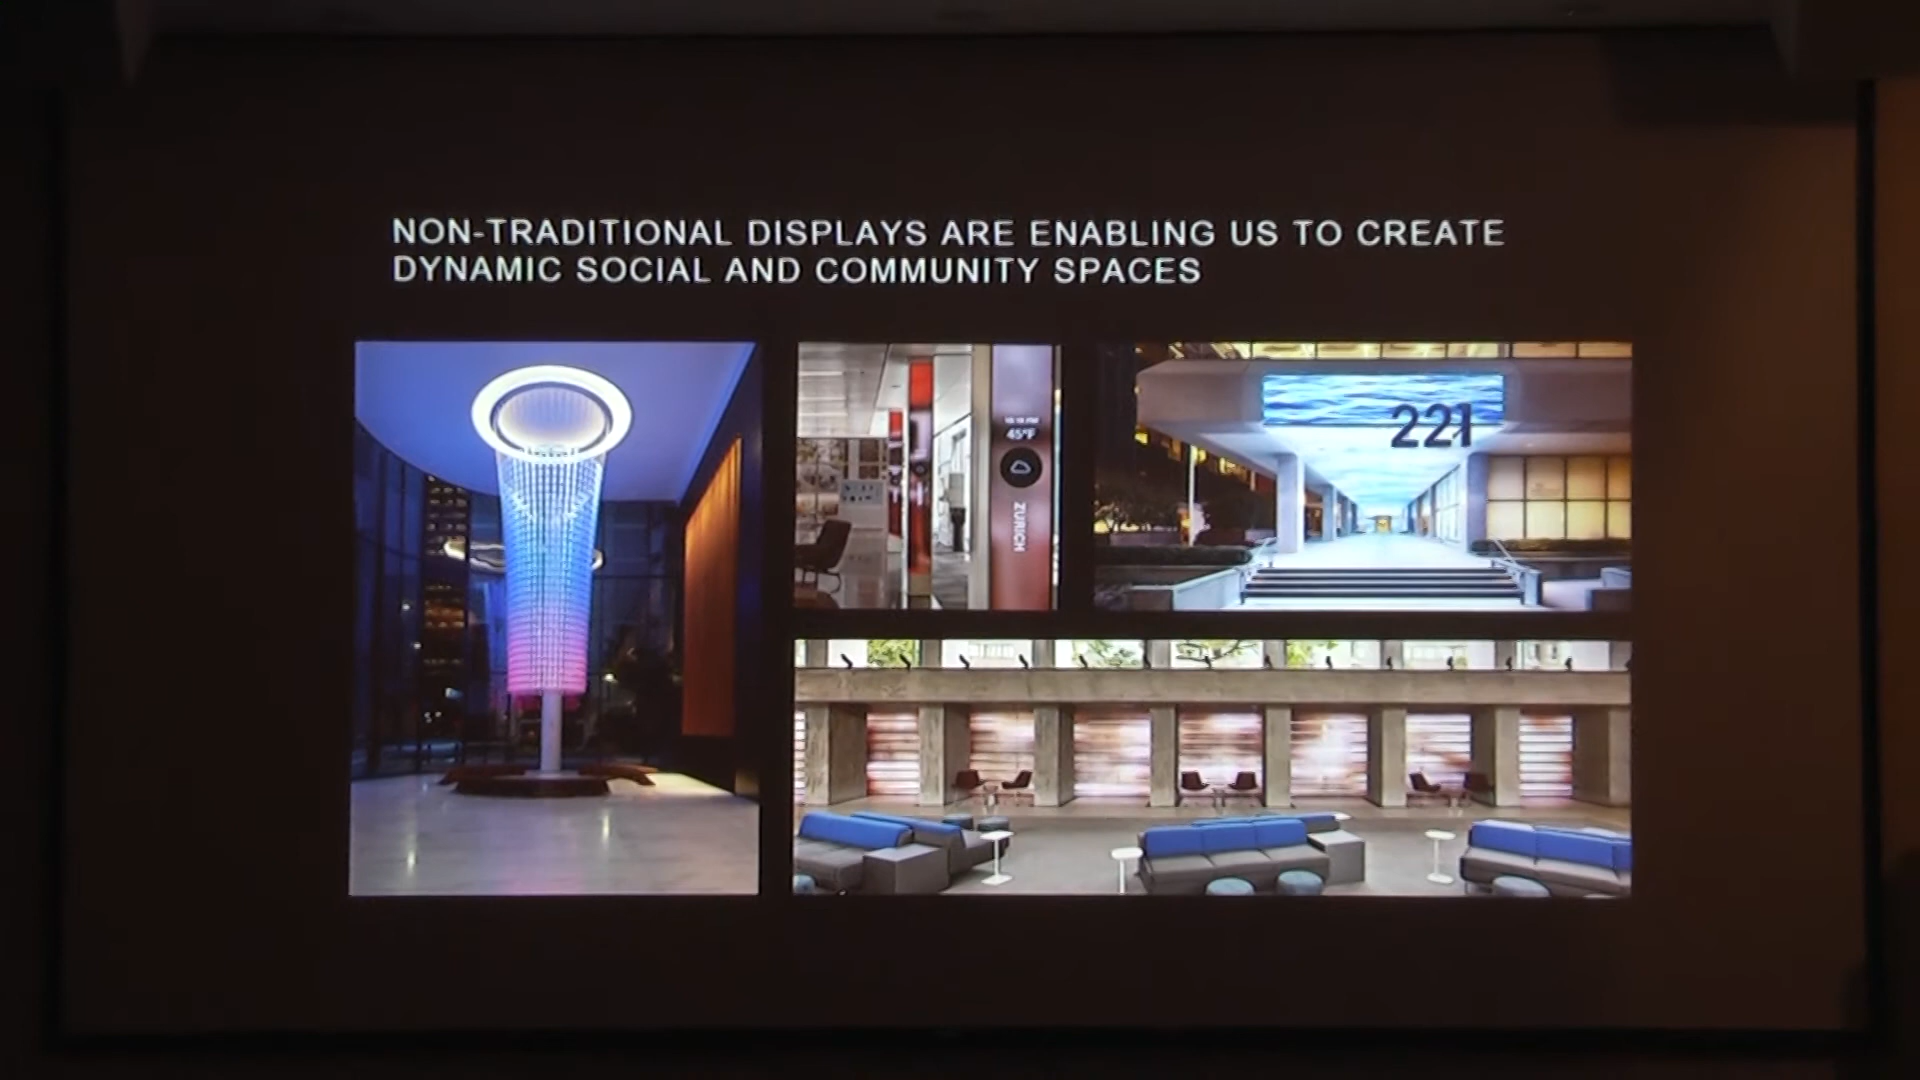 NON-TRADITIONAL DISPLAYS ARE ENABLING US TO CREATE
DYNAMIC SOCIAL AND COMMUNITY SPACES
45°F
ZURICH
221